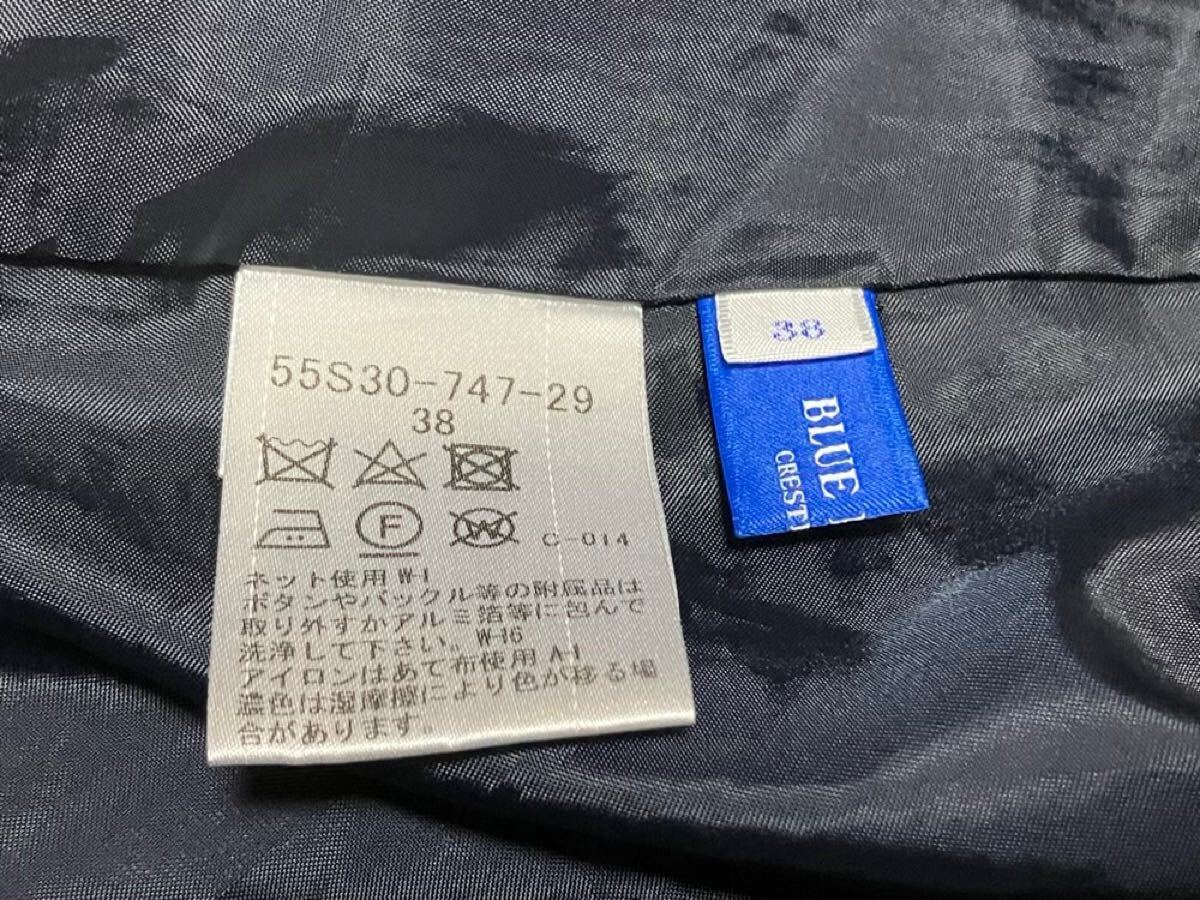 55S30-747-29
38
F
W
C-014
ネット使用 W-1
ボタンやバックル等の附属品は
取り外すかアルミ箔等に包んで
洗浄して下さい。W-16
アイロンはあて布使用 A-1
濃色は湿摩擦により色が移る場
合があります。
38
BLUE
CREST